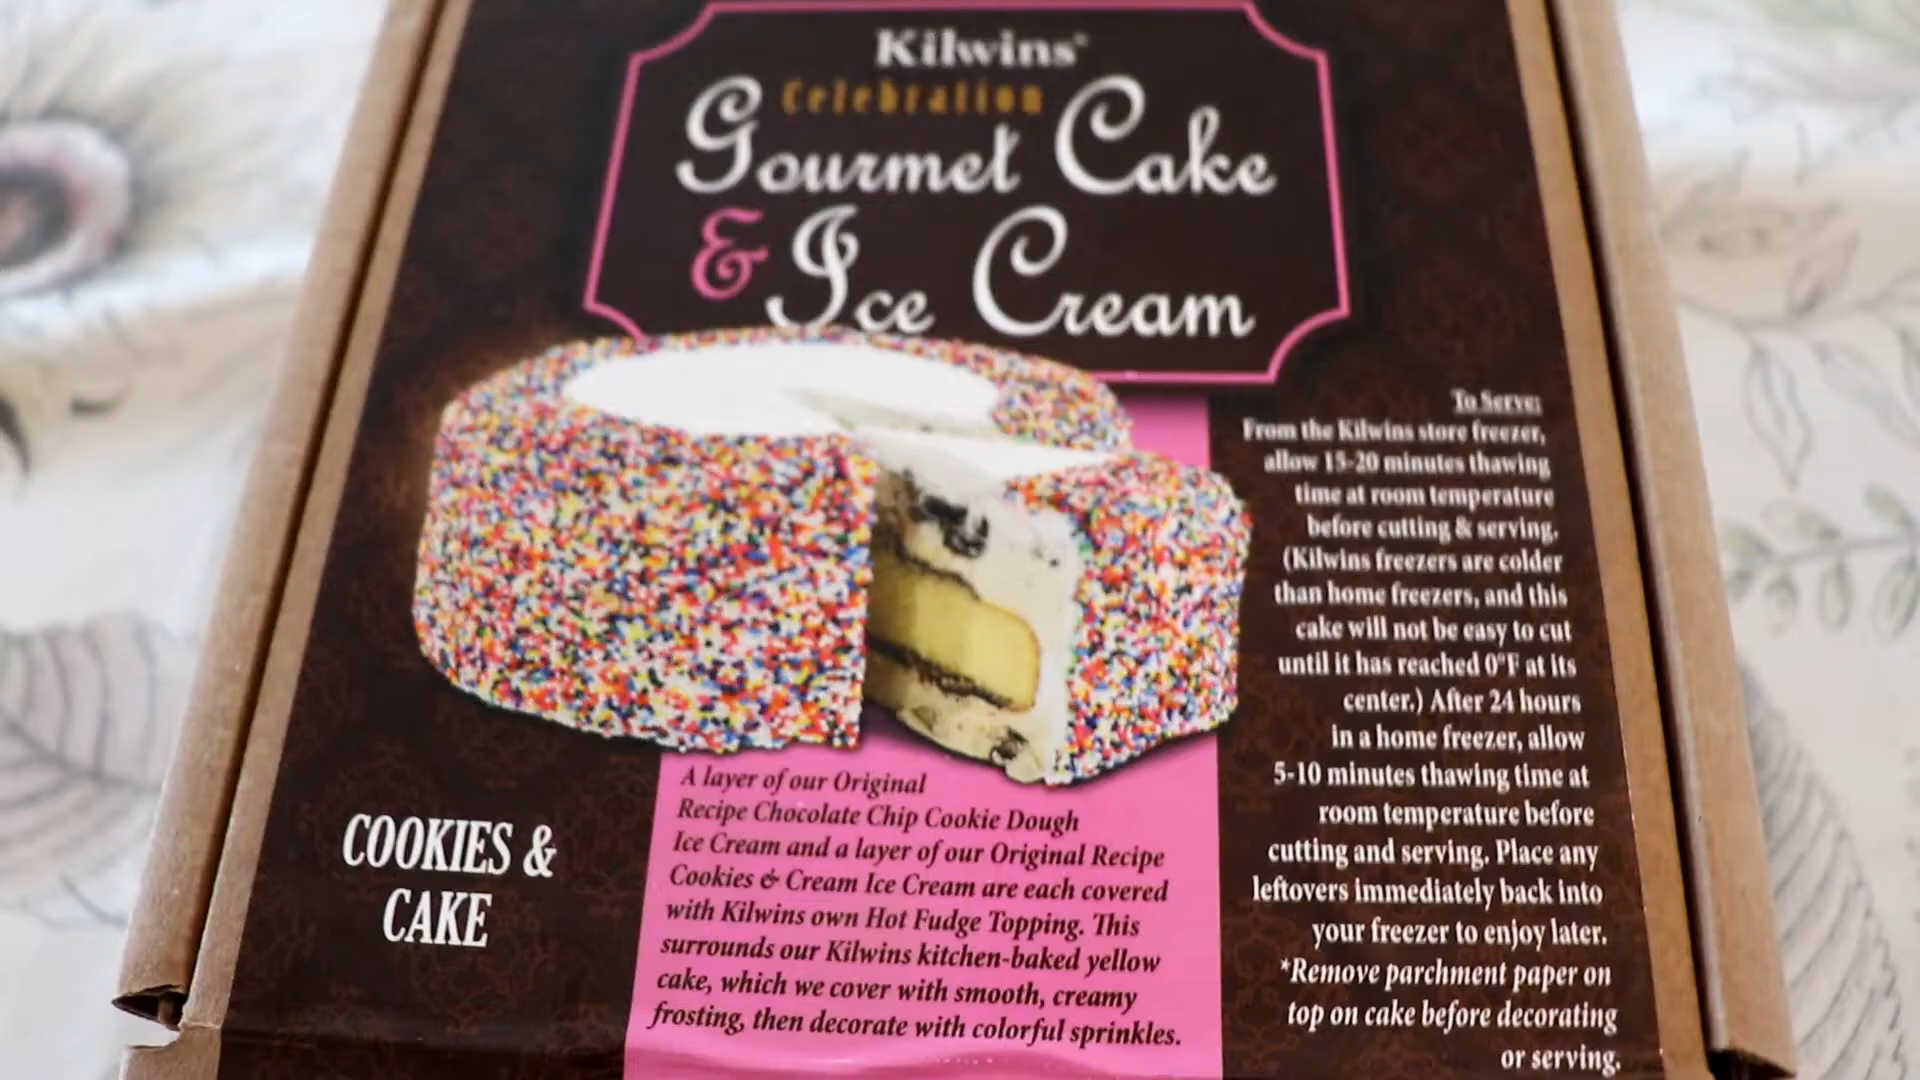 Kilwins®
Celebration
Gourmet Cake
& Ice Cream
To Serve:
From the Kilwins store freezer,
allow 15-20 minutes thawing
time at room temperature
before cutting & serving.
(Kilwins freezers are colder
than home freezers, and this
cake will not be easy to cut
until it has reached 0°F at its
center.) After 24 hours
in a home freezer, allow
5-10 minutes thawing time at
room temperature before
cutting and serving. Place any
leftovers immediately back into
your freezer to enjoy later.
*Remove parchment paper on
top on cake before decorating
or serving.
COOKIES &
CAKE
A layer of our Original
Recipe Chocolate Chip Cookie Dough
Ice Cream and a layer of our Original Recipe
Cookies & Cream Ice Cream are each covered
with Kilwins own Hot Fudge Topping. This
surrounds our Kilwins kitchen-baked yellow
cake, which we cover with smooth, creamy
frosting, then decorate with colorful sprinkles.